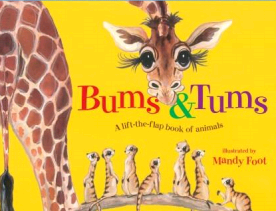 Bums & Tums
A lift-the-flap book of animals
illustrated by
Mandy Foot